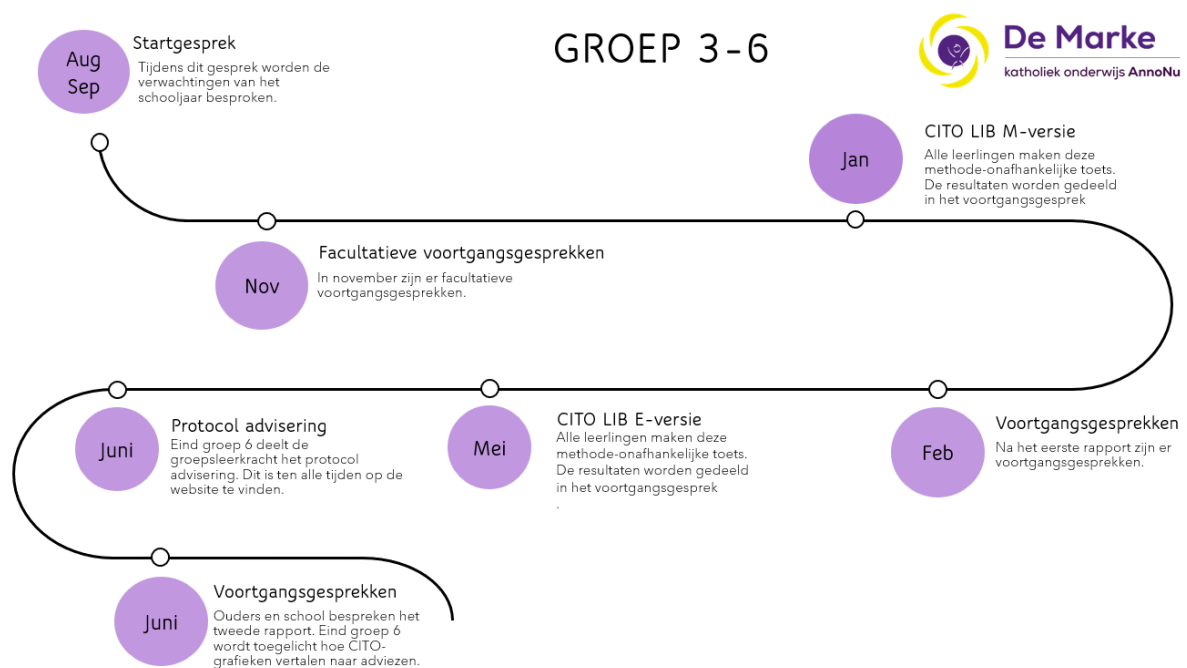 GROEP 3-6
De Marke
katholiek onderwijs AnnoNu
Aug
Sep
Startgesprek
Tijdens dit gesprek worden de
verwachtingen van het
schooljaar besproken.
Nov
Facultatieve voortgangsgesprekken
In november zijn er facultatieve
voortgangsgesprekken.
Jan
CITO LIB M-versie
Alle leerlingen maken deze
methode-onafhankelijke toets.
De resultaten worden gedeeld
in het voortgangsgesprek
Feb
Voortgangsgesprekken
Na het eerste rapport zijn er
voortgangsgesprekken.
Mei
CITO LIB E-versie
Alle leerlingen maken deze
methode-onafhankelijke toets.
De resultaten worden gedeeld
in het voortgangsgesprek
.
Juni
Protocol advisering
Eind groep 6 deelt de
groepsleerkracht het protocol
advisering. Dit is ten alle tijden op de
website te vinden.
Juni
Voortgangsgesprekken
Ouders en school bespreken het
tweede rapport. Eind groep 6
wordt toegelicht hoe CITO-
grafieken vertalen naar adviezen.